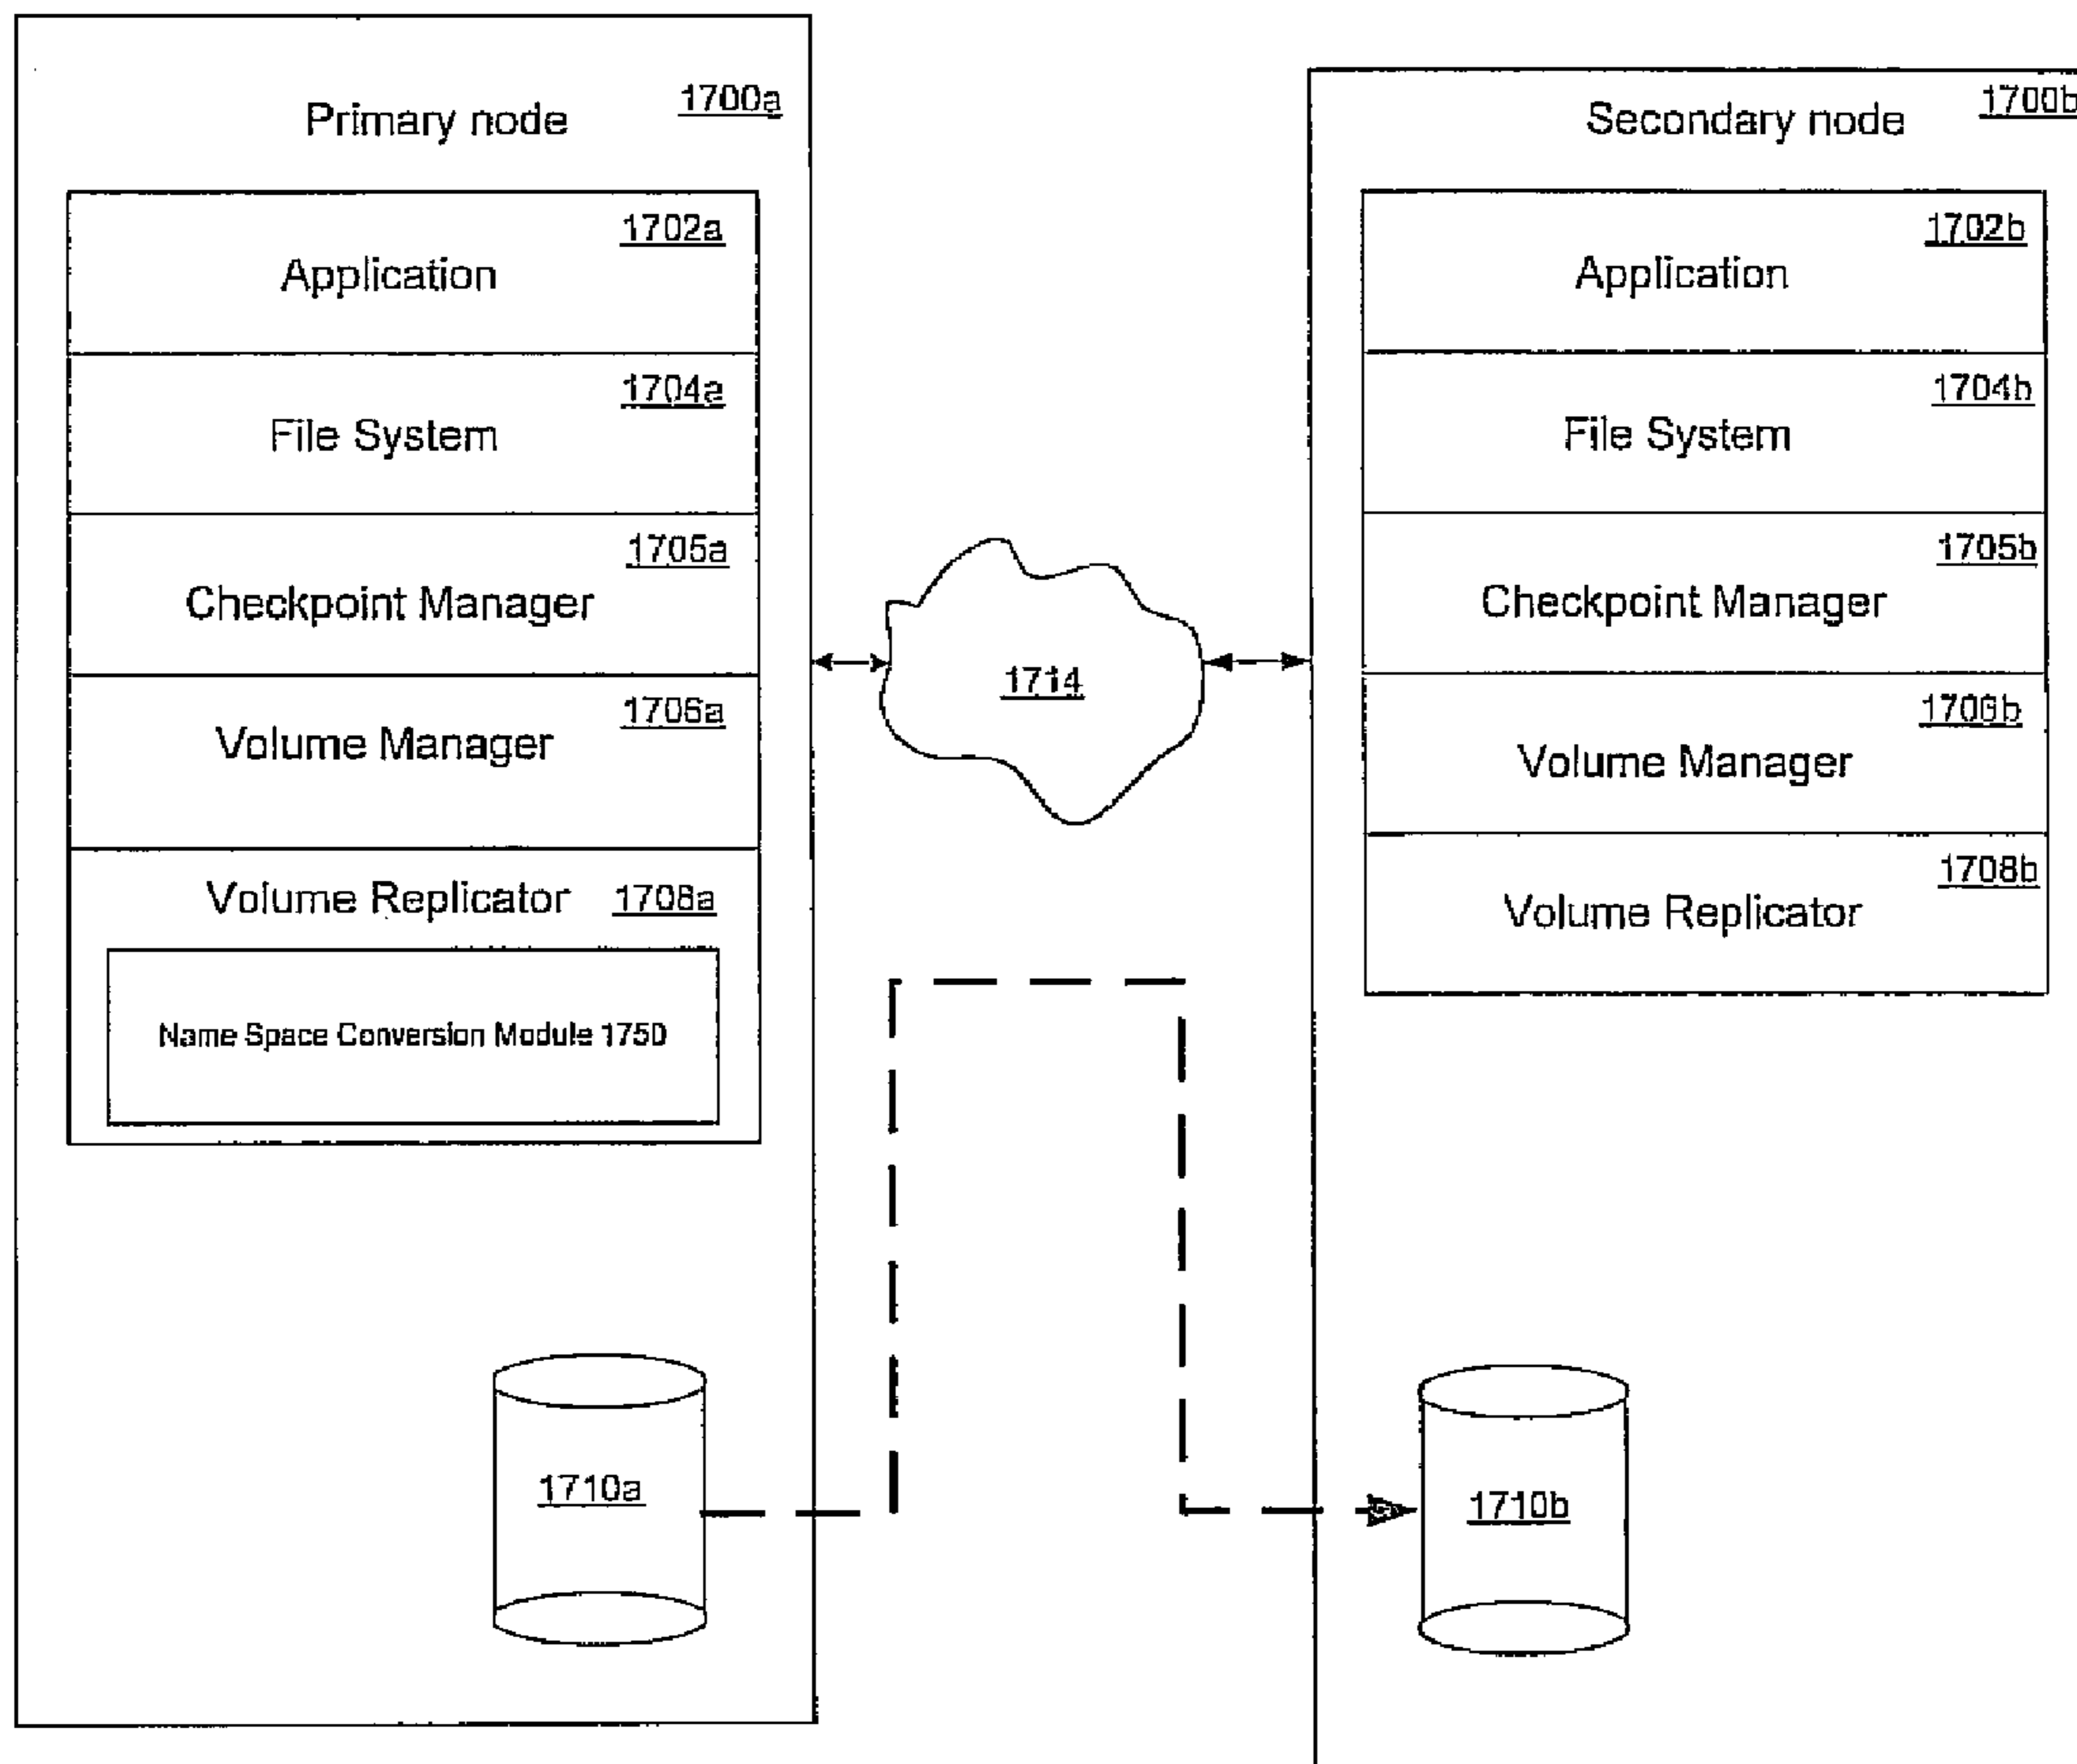 Primary node 1700a
1702a
Application
1704a
File System
1705a
Checkpoint Manager
1706a
Volume Manager
Volume Replicator 1708a
Name Space Conversion Module 1750
1710a
1714
Secondary node 1700b
1702b
Application
1704b
File System
1705b
Checkpoint Manager
1706b
Volume Manager
1708b
Volume Replicator
1710b